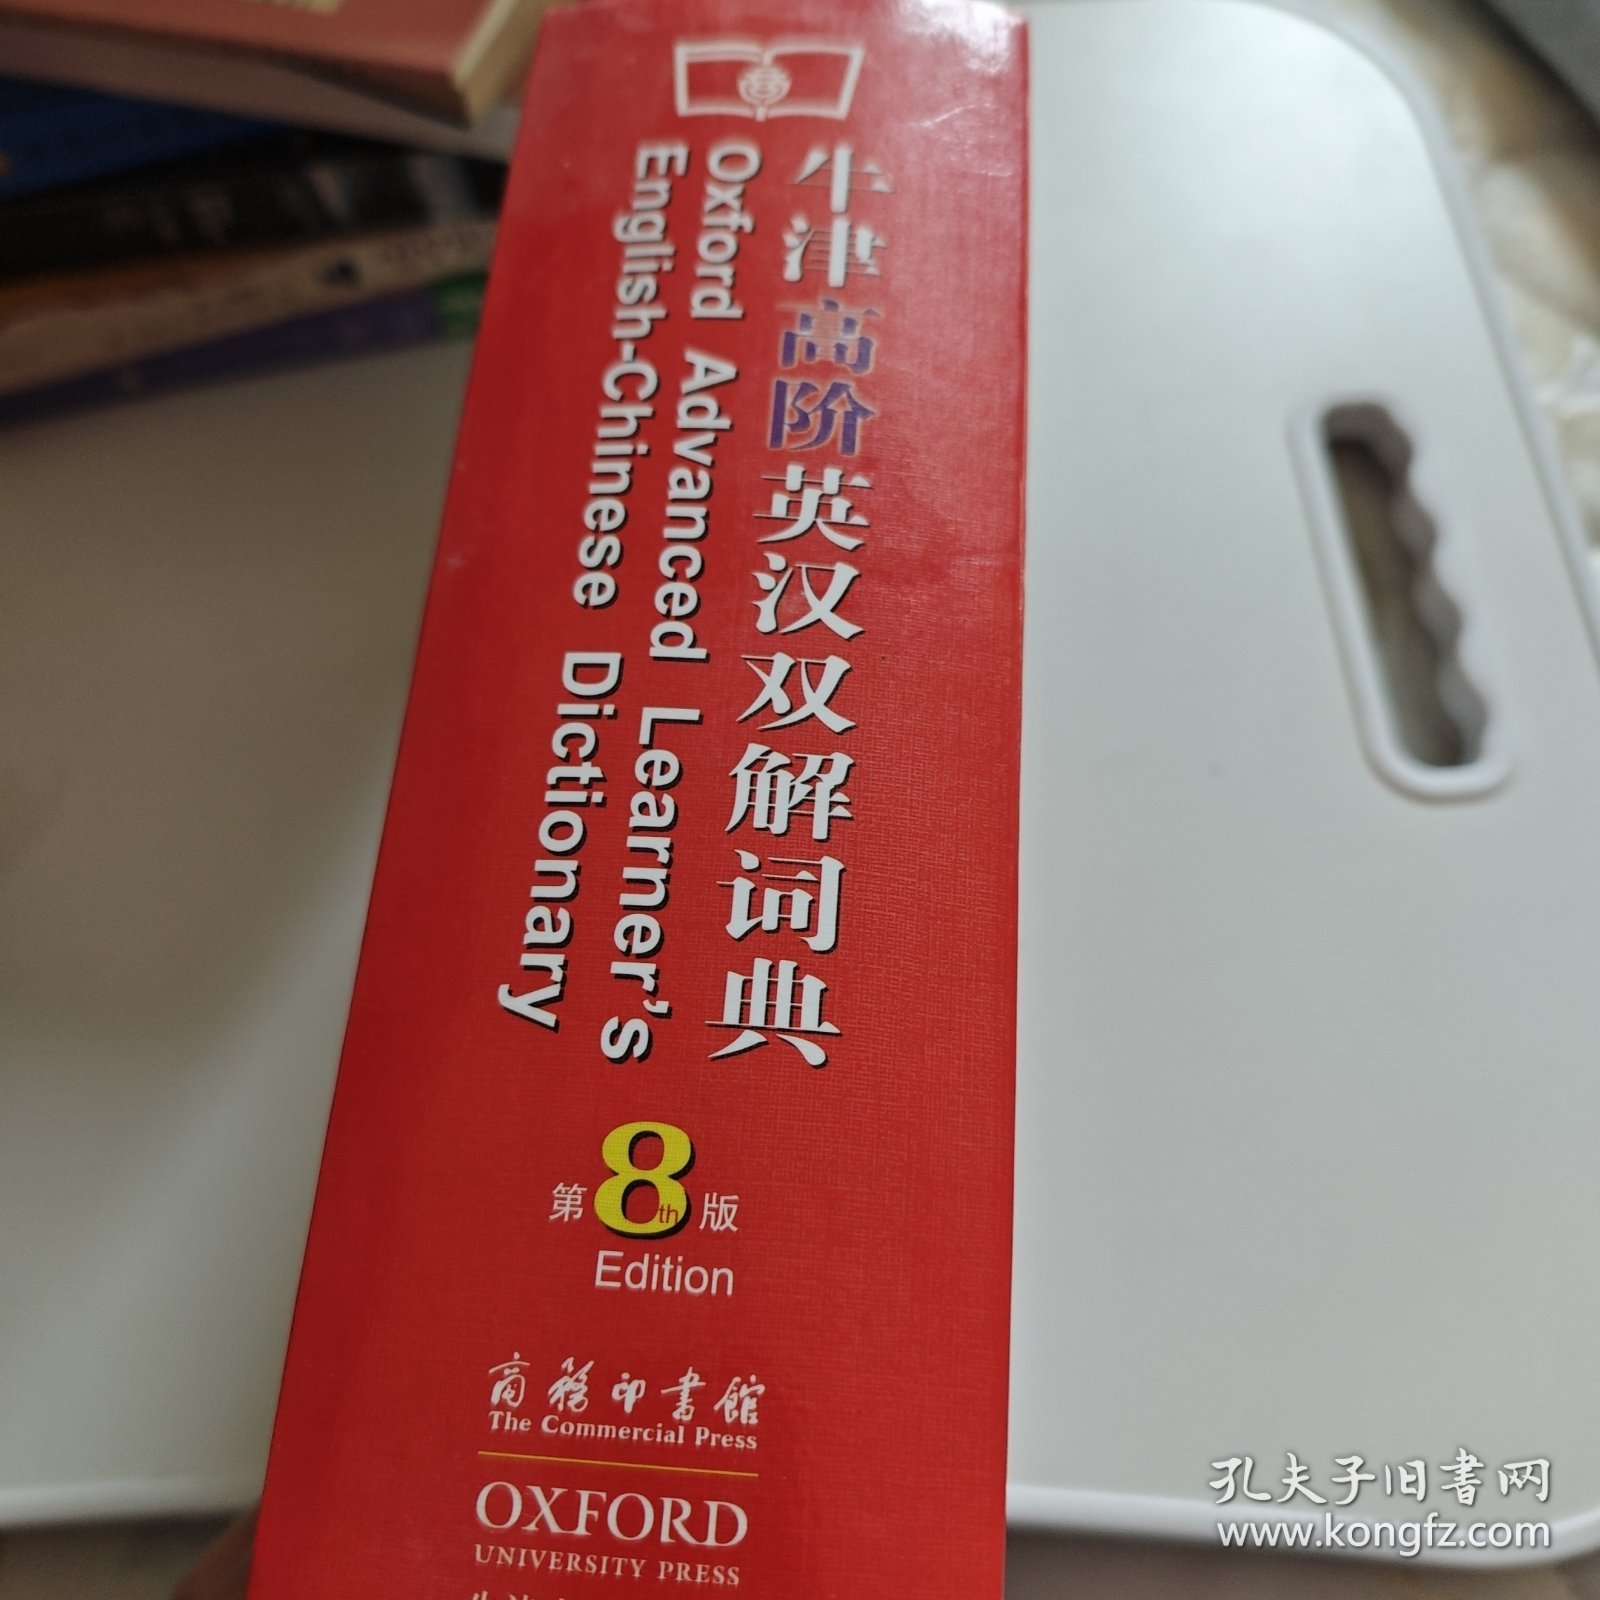 牛津高阶英汉双解词典
Oxford Advanced Learner's
English-Chinese Dictionary
第8th版
Edition
商務印書館
The Commercial Press
OXFORD
UNIVERSITY PRESS
孔夫子旧书网
www.kongfz.com